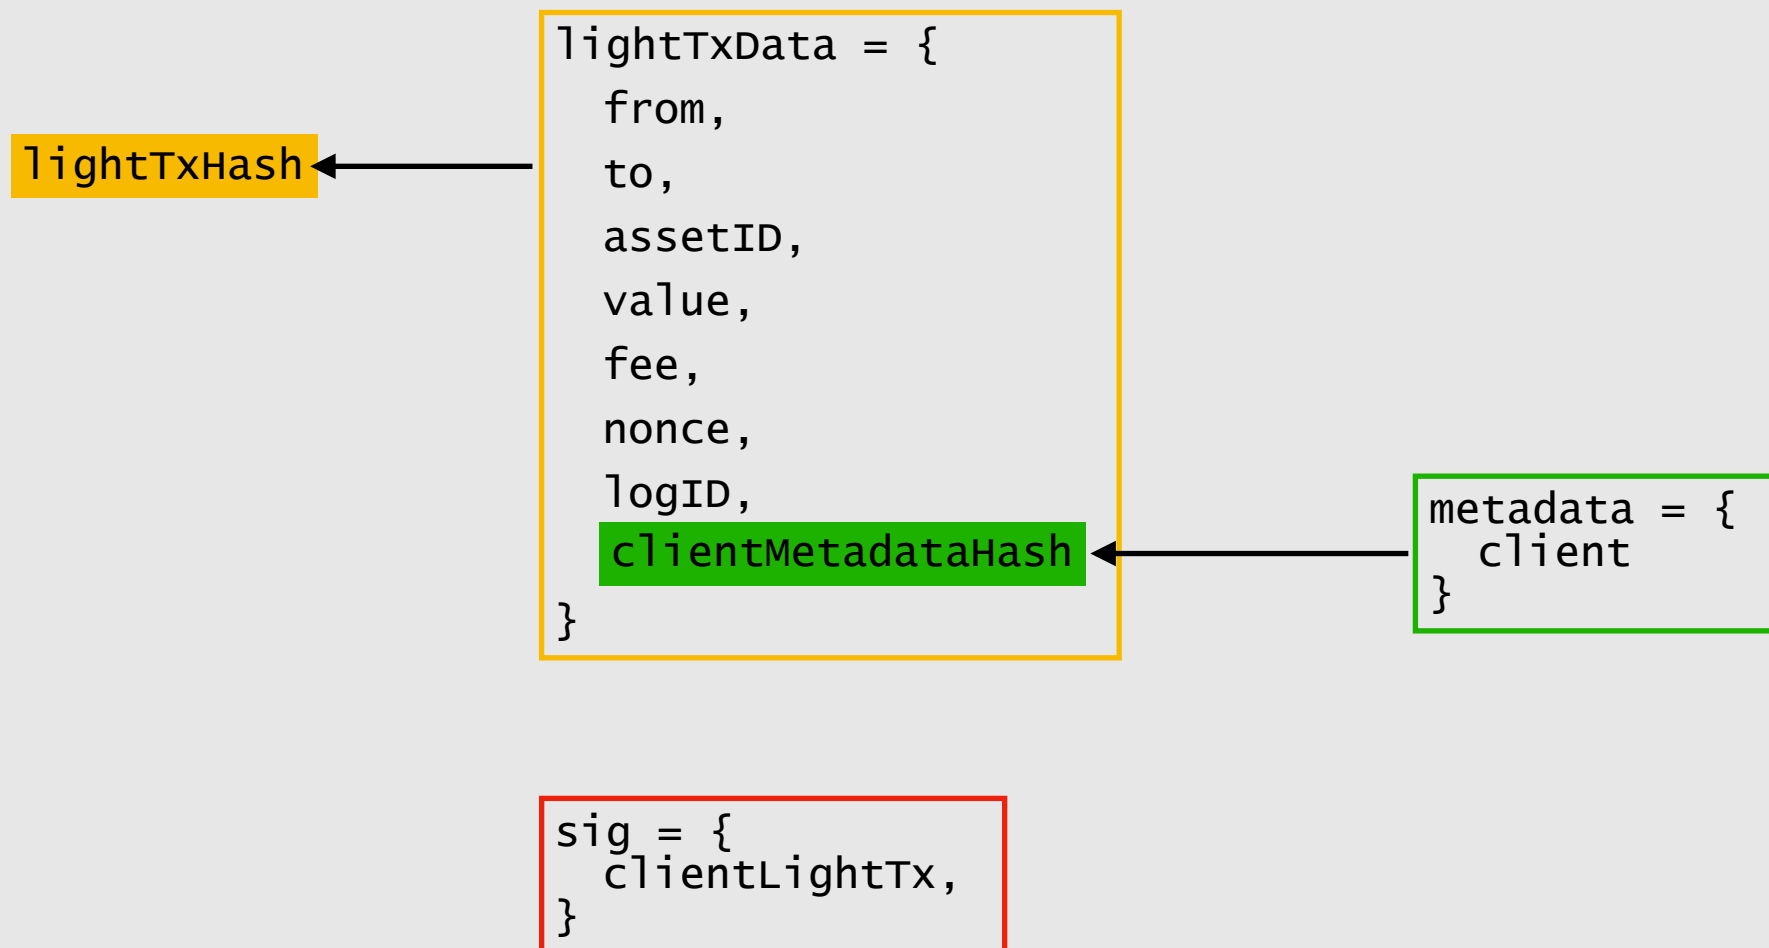 lightTxHash
lightTxData = {
from,
to,
assetID,
value,
fee,
nonce,
logID,
clientMetadataHash
}
metadata = {
client
}
sig = {
clientLightTx,
}